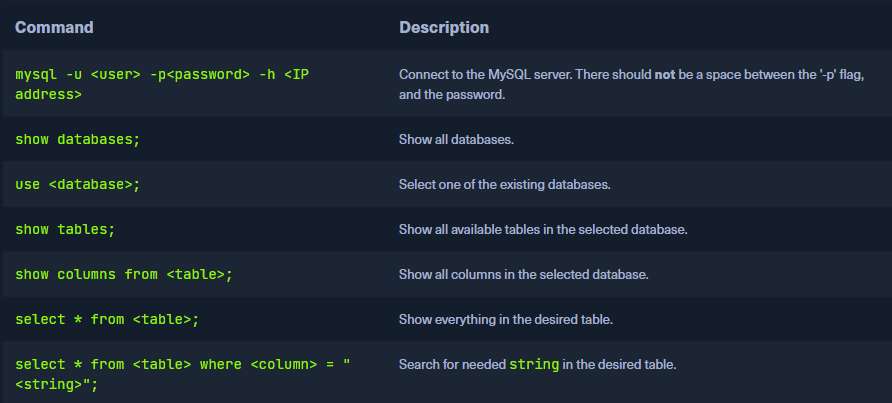 Command Description
mysql -u <user> -p<password> -h <IP
address>
Connect to the MySQL server. There should not be a space between the '-p' flag,
and the password.
show databases; Show all databases.
use <database>; Select one of the existing databases.
show tables; Show all available tables in the selected database.
show columns from <table>; Show all columns in the selected database.
select * from <table>; Show everything in the desired table.
select * from <table> where <column> = "
<string>";
Search for needed string in the desired table.